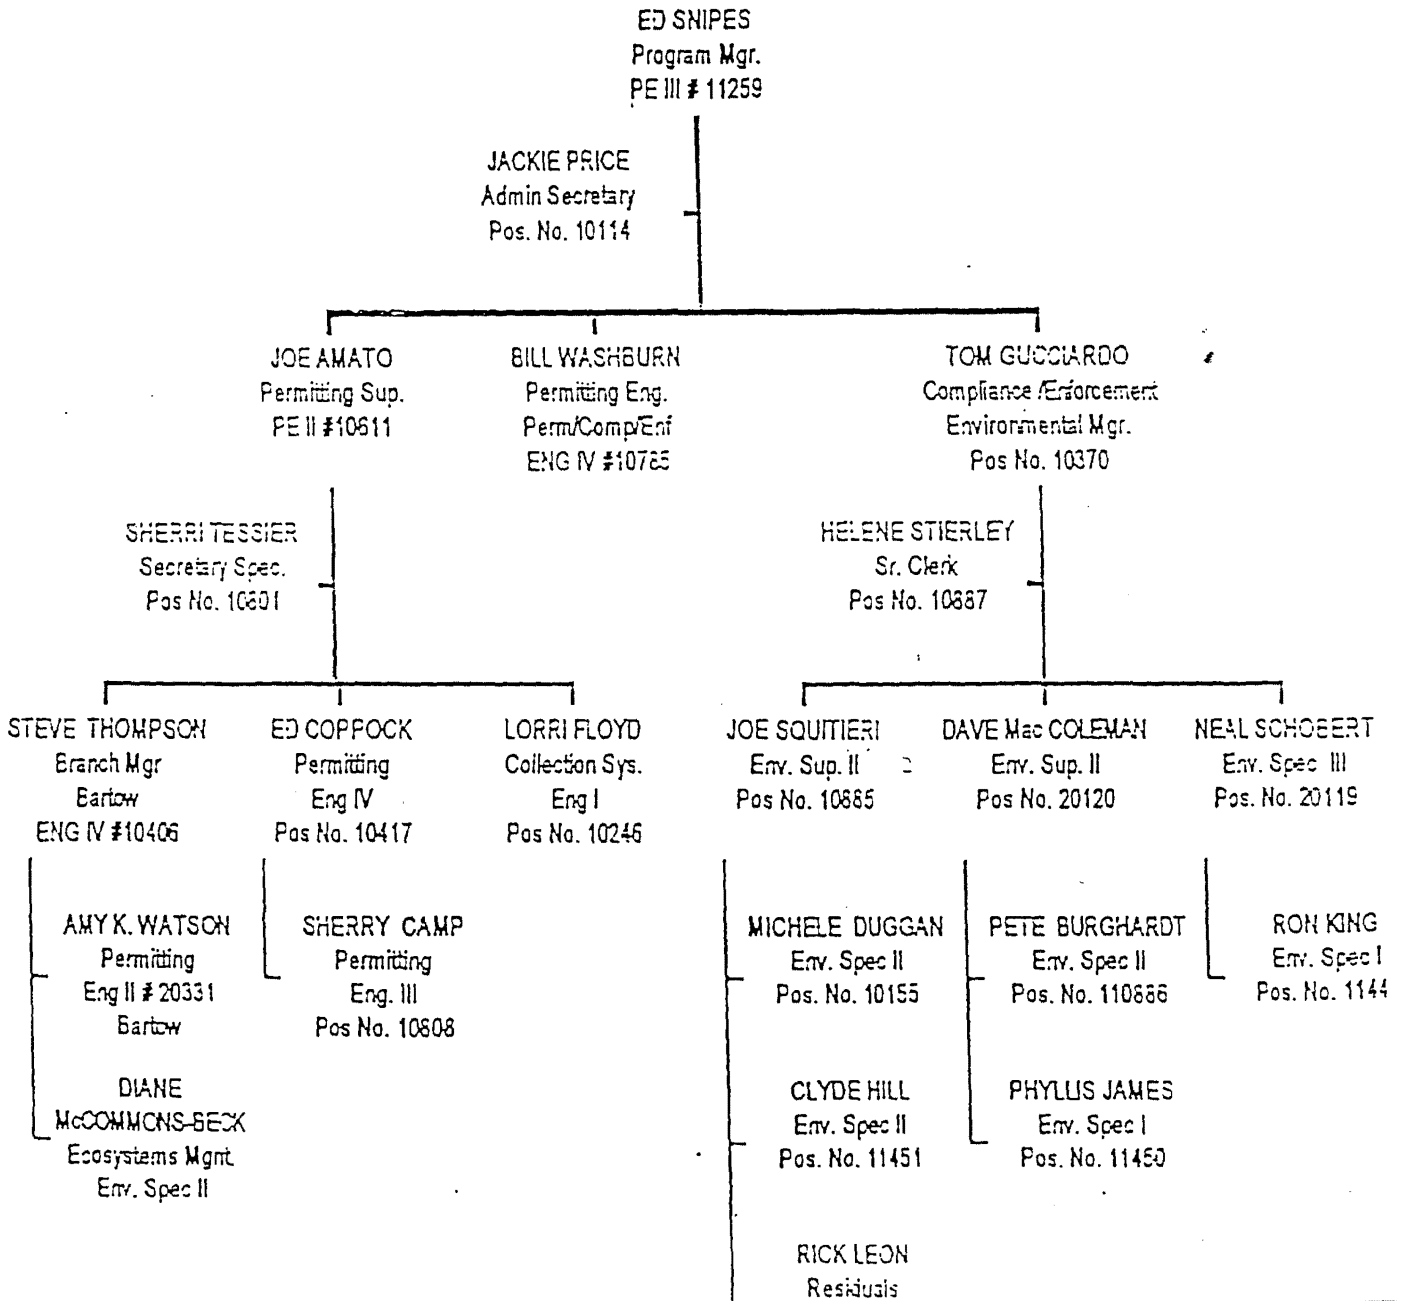 ED SNIPES
Program Mgr.
PE III # 11259
JACKIE PRICE
Admin Secretary
Pos. No. 10114
JOE AMATO
Permitting Sup.
PE II #10611
BILL WASHBURN
Permitting Eng.
Perm/Comp/Enf
ENG IV #10785
TOM GUCCIARDO
Compliance /Enforcement
Environmental Mgr.
Pos No. 10370
SHERRI TESSIER
Secretary Spec.
Pos No. 10801
HELENE STIERLEY
Sr. Clerk
Pos No. 10887
STEVE THOMPSON
Branch Mgr
Bartow
ENG IV #10406
ED COPPOCK
Permitting
Eng IV
Pos No. 10417
LORRI FLOYD
Collection Sys.
Eng I
Pos No. 10246
JOE SQUITIERI
Env. Sup. II
Pos No. 10885
DAVE Mac COLEMAN
Env. Sup. II
Pos No. 20120
NEAL SCHOBERT
Env. Spec III
Pos. No. 20119
AMY K. WATSON
Permitting
Eng II # 20331
Bartow
SHERRY CAMP
Permitting
Eng. III
Pos No. 10808
MICHELE DUGGAN
Env. Spec II
Pos. No. 10155
PETE BURGHARDT
Env. Spec II
Pos. No. 110886
RON KING
Env. Spec I
Pos. No. 1144
DIANE
McCOMMONS-BECK
Ecosystems Mgnt.
Env. Spec II
CLYDE HILL
Env. Spec II
Pos. No. 11451
PHYLLIS JAMES
Env. Spec I
Pos. No. 11450
RICK LEON
Residuals